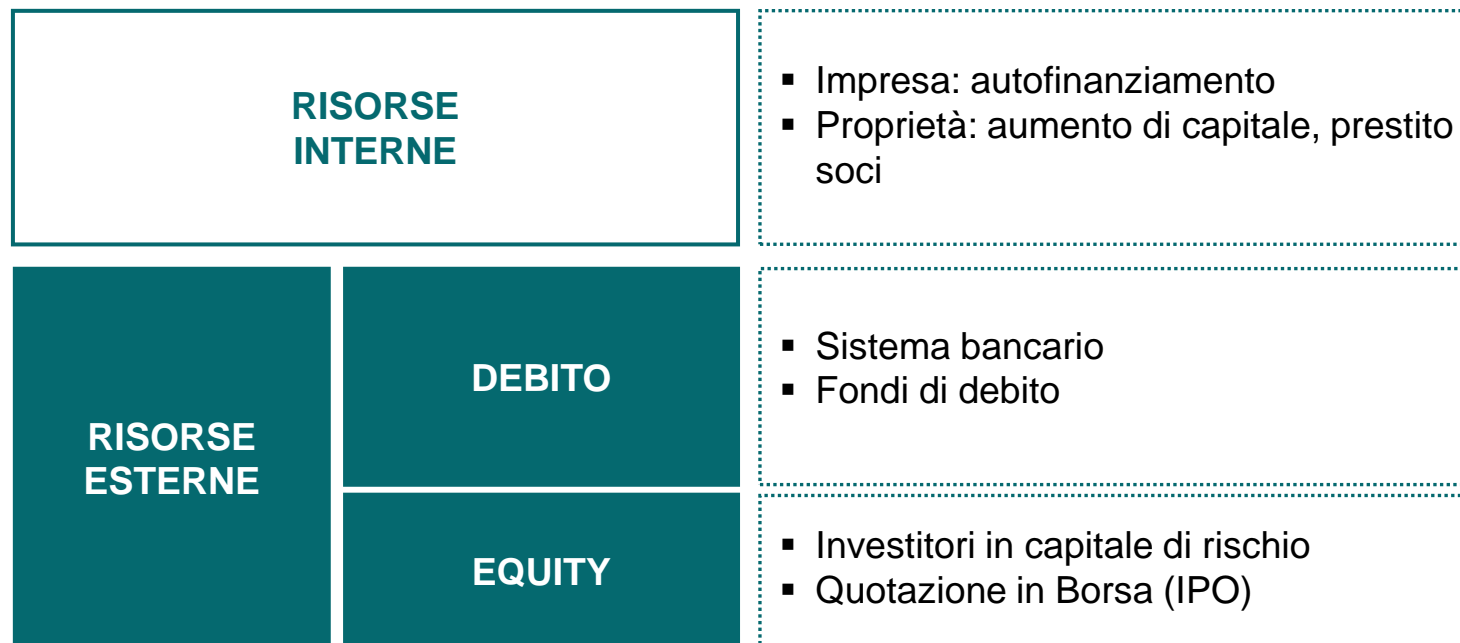 RISORSE
INTERNE
▪ Impresa: autofinanziamento
▪ Proprietà: aumento di capitale, prestito
soci
RISORSE
ESTERNE
DEBITO
▪ Sistema bancario
▪ Fondi di debito
EQUITY
▪ Investitori in capitale di rischio
▪ Quotazione in Borsa (IPO)